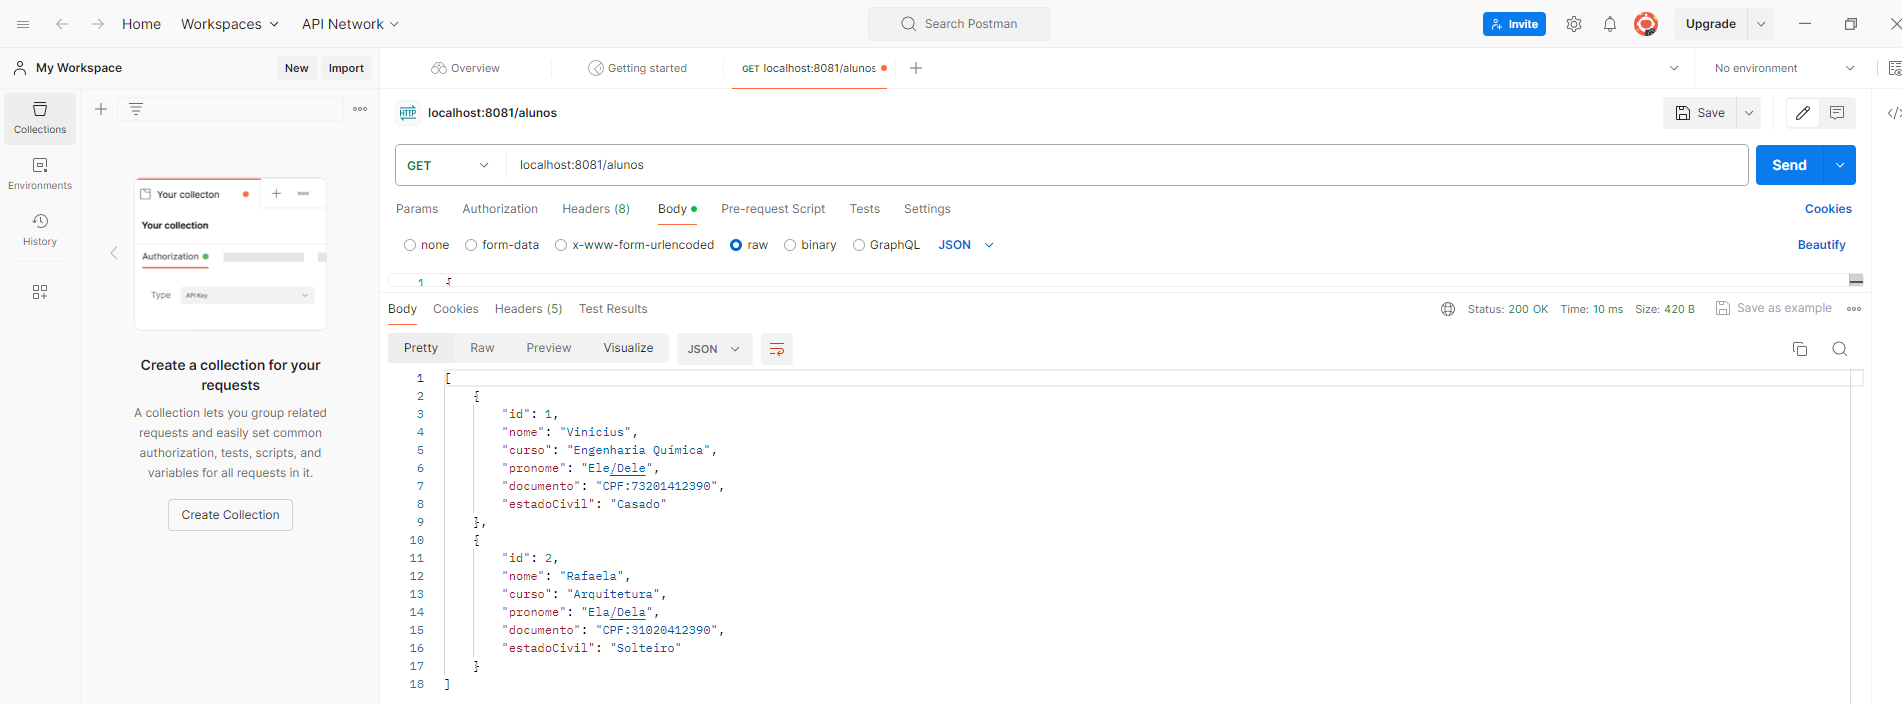 Home Workspaces API Network Search Postman Invite Upgrade
My Workspace New Import Overview Getting started GET localhost:8081/alunos No environment
Collections
Environments
History
Your collecton
Your collection
Authorization
Type API Key
Create a collection for your
requests
A collection lets you group related
requests and easily set common
authorization, tests, scripts, and
variables for all requests in it.
Create Collection
HTTP localhost:8081/alunos Save
GET localhost:8081/alunos Send
Params Authorization Headers (8) Body Pre-request Script Tests Settings Cookies
none form-data x-www-form-urlencoded raw binary GraphQL JSON Beautify
1 {
Body Cookies Headers (5) Test Results Status: 200 OK Time: 10 ms Size: 420 B Save as example
Pretty Raw Preview Visualize JSON
1 [
2 {
3 "id": 1,
4 "nome": "Vinicius",
5 "curso": "Engenharia Química",
6 "pronome": "Ele/Dele",
7 "documento": "CPF:73201412390",
8 "estadoCivil": "Casado"
9 },
10 {
11 "id": 2,
12 "nome": "Rafaela",
13 "curso": "Arquitetura",
14 "pronome": "Ela/Dela",
15 "documento": "CPF:31020412390",
16 "estadoCivil": "Solteiro"
17 }
18 ]